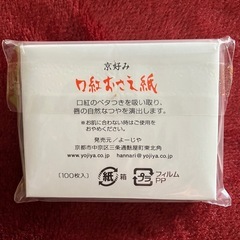 京好み
口紅おさえ紙
口紅のベタつきを吸い取り、
唇の自然なつやを演出します。
＊お肌に合わない時はご使用を
おやめください。
発売元／よーじや
京都市中京区三条通麩屋町東北角
www.yojiya.co.jp hannari@yojiya.co.jp
(100枚入)
紙 箱
プラ フィルム
PP